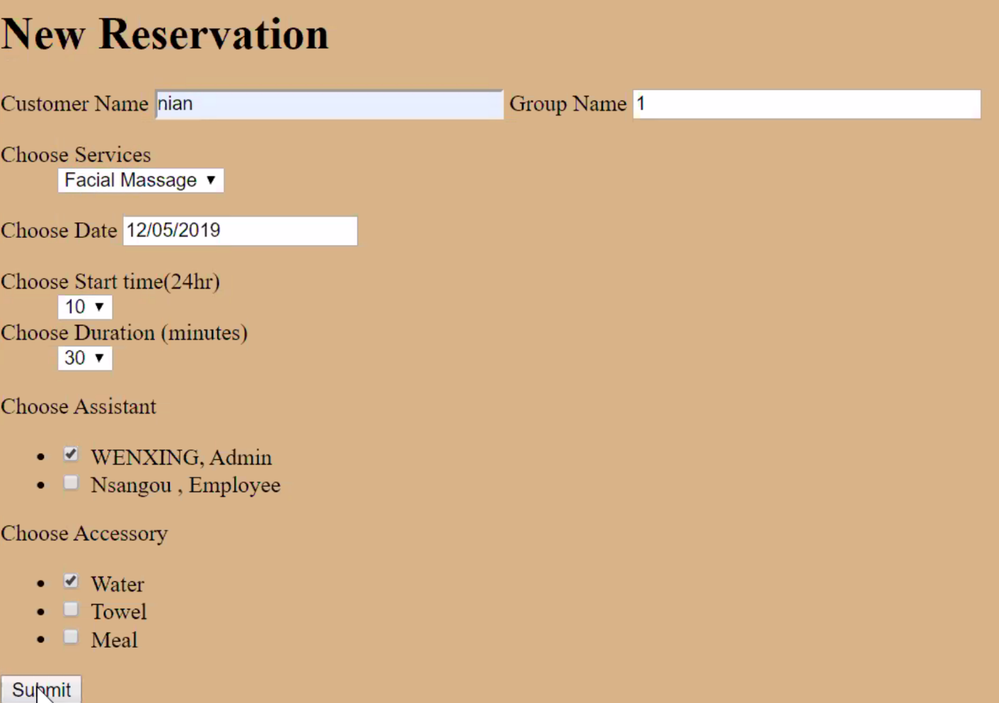 New Reservation
Customer Name nian Group Name 1
Choose Services
Facial Massage
Choose Date 12/05/2019
Choose Start time(24hr)
10
Choose Duration (minutes)
30
Choose Assistant
WENXING, Admin
Nsangou , Employee
Choose Accessory
Water
Towel
Meal
Submit